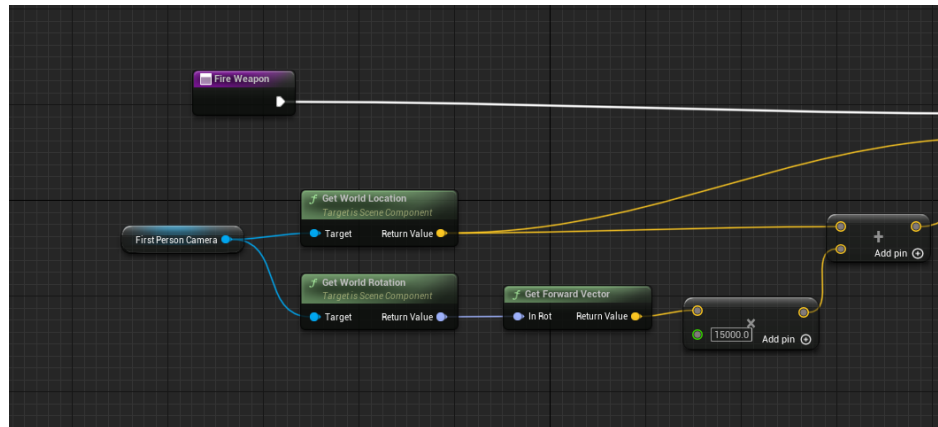 Fire Weapon
f Get World Location
Target is Scene Component
Target Return Value
First Person Camera
+
Add pin
f Get World Rotation
Target is Scene Component
Target Return Value
f Get Forward Vector
In Rot Return Value
x
15000.0 Add pin